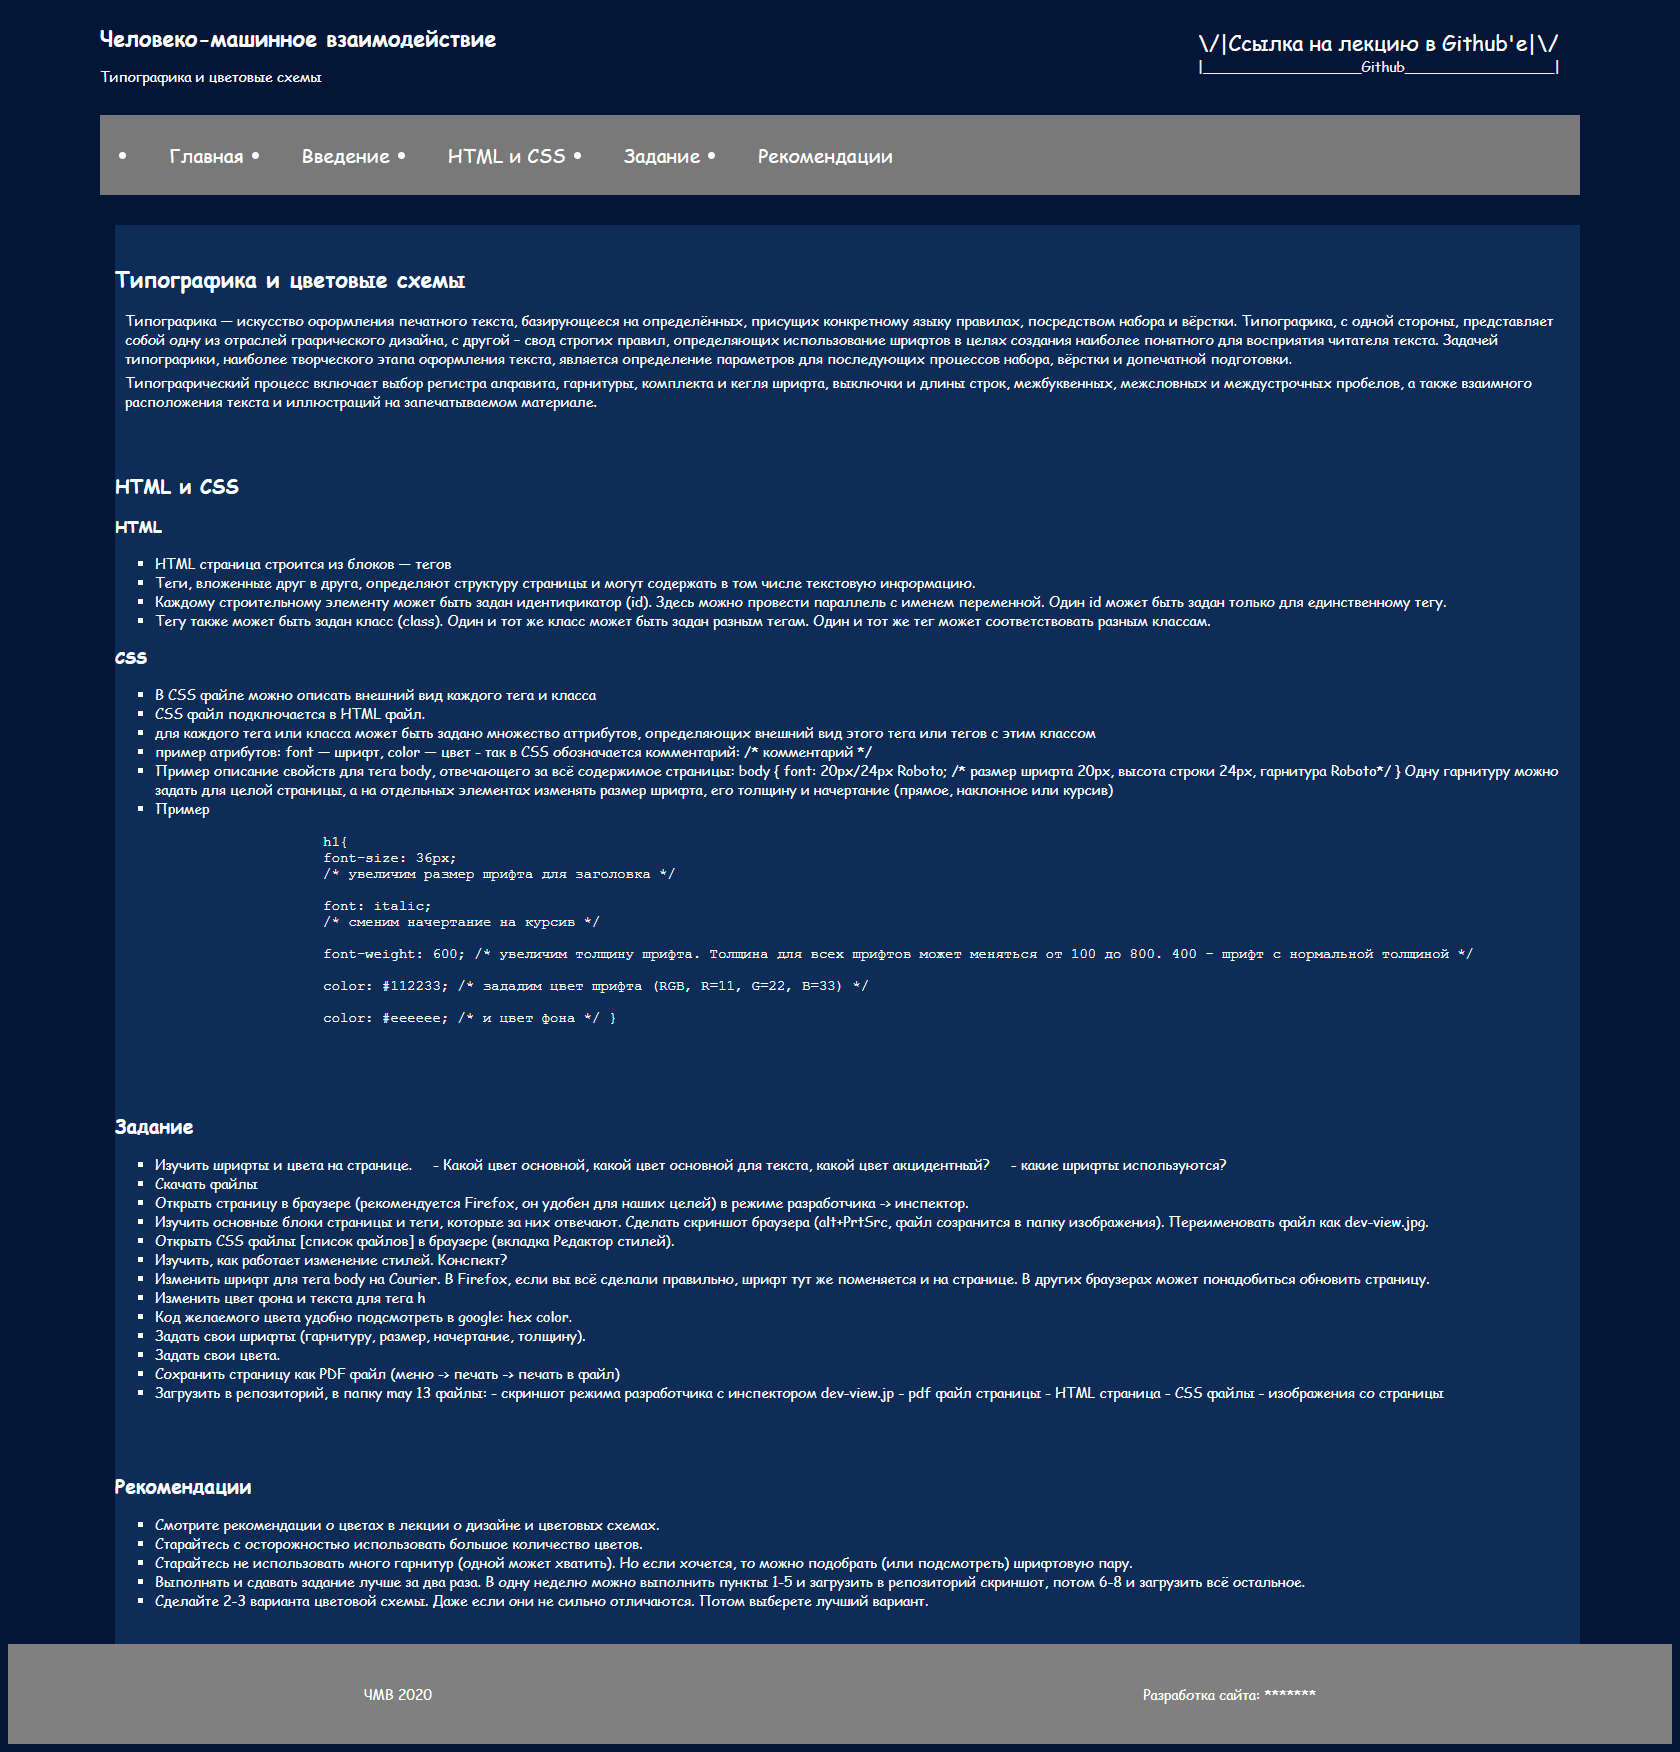 Человеко-машинное взаимодействие
Типографика и цветовые схемы
\/|Ссылка на лекцию в Github'е|\/
|___________________Github__________________|
Главная
Введение
HTML и CSS
Задание
Рекомендации
Типографика и цветовые схемы
Типографика — искусство оформления печатного текста, базирующееся на определённых, присущих конкретному языку правилах, посредством набора и вёрстки. Типографика, с одной стороны, представляет
собой одну из отраслей графического дизайна, с другой – свод строгих правил, определяющих использование шрифтов в целях создания наиболее понятного для восприятия читателя текста. Задачей
типографики, наиболее творческого этапа оформления текста, является определение параметров для последующих процессов набора, вёрстки и допечатной подготовки.
Типографический процесс включает выбор регистра алфавита, гарнитуры, комплекта и кегля шрифта, выключки и длины строк, межбуквенных, межсловных и междустрочных пробелов, а также взаимного
расположения текста и иллюстраций на запечатываемом материале.
HTML и CSS
HTML
HTML страница строится из блоков — тегов
Теги, вложенные друг в друга, определяют структуру страницы и могут содержать в том числе текстовую информацию.
Каждому строительному элементу может быть задан идентификатор (id). Здесь можно провести параллель с именем переменной. Один id может быть задан только для единственному тегу.
Тегу также может быть задан класс (class). Один и тот же класс может быть задан разным тегам. Один и тот же тег может соответствовать разным классам.
CSS
В CSS файле можно описать внешний вид каждого тега и класса
CSS файл подключается в HTML файл.
для каждого тега или класса может быть задано множество аттрибутов, определяющих внешний вид этого тега или тегов с этим классом
пример атрибутов: font — шрифт, color — цвет - так в CSS обозначается комментарий: /* комментарий */
Пример описание свойств для тега body, отвечающего за всё содержимое страницы: body { font: 20px/24px Roboto; /* размер шрифта 20px, высота строки 24px, гарнитура Roboto*/ } Одну гарнитуру можно
задать для целой страницы, а на отдельных элементах изменять размер шрифта, его толщину и начертание (прямое, наклонное или курсив)
Пример
h1{
font-size: 36px;
/* увеличим размер шрифта для заголовка */
font: italic;
/* сменим начертание на курсив */
font-weight: 600; /* увеличим толщину шрифта. Толщина для всех шрифтов может меняться от 100 до 800. 400 – шрифт с нормальной толщиной */
color: #112233; /* зададим цвет шрифта (RGB, R=11, G=22, B=33) */
color: #eeeeee; /* и цвет фона */ }
Задание
Изучить шрифты и цвета на странице. - Какой цвет основной, какой цвет основной для текста, какой цвет акцидентный? - какие шрифты используются?
Скачать файлы
Открыть страницу в браузере (рекомендуется Firefox, он удобен для наших целей) в режиме разработчика -> инспектор.
Изучить основные блоки страницы и теги, которые за них отвечают. Сделать скриншот браузера (alt+PrtSrc, файл созранится в папку изображения). Переименовать файл как dev-view.jpg.
Открыть CSS файлы [список файлов] в браузере (вкладка Редактор стилей).
Изучить, как работает изменение стилей. Конспект?
Изменить шрифт для тега body на Courier. В Firefox, если вы всё сделали правильно, шрифт тут же поменяется и на странице. В других браузерах может понадобиться обновить страницу.
Изменить цвет фона и текста для тега h
Код желаемого цвета удобно подсмотреть в google: hex color.
Задать свои шрифты (гарнитуру, размер, начертание, толщину).
Задать свои цвета.
Сохранить страницу как PDF файл (меню -> печать -> печать в файл)
Загрузить в репозиторий, в папку may 13 файлы: - скриншот режима разработчика с инспектором dev-view.jp - pdf файл страницы - HTML страница - CSS файлы - изображения со страницы
Рекомендации
Смотрите рекомендации о цветах в лекции о дизайне и цветовых схемах.
Старайтесь с осторожностью использовать большое количество цветов.
Старайтесь не использовать много гарнитур (одной может хватить). Но если хочется, то можно подобрать (или подсмотреть) шрифтовую пару.
Выполнять и сдавать задание лучше за два раза. В одну неделю можно выполнить пункты 1-5 и загрузить в репозиторий скриншот, потом 6-8 и загрузить всё остальное.
Сделайте 2-3 варианта цветовой схемы. Даже если они не сильно отличаются. Потом выберете лучший вариант.
ЧМВ 2020
Разработка сайта: *******